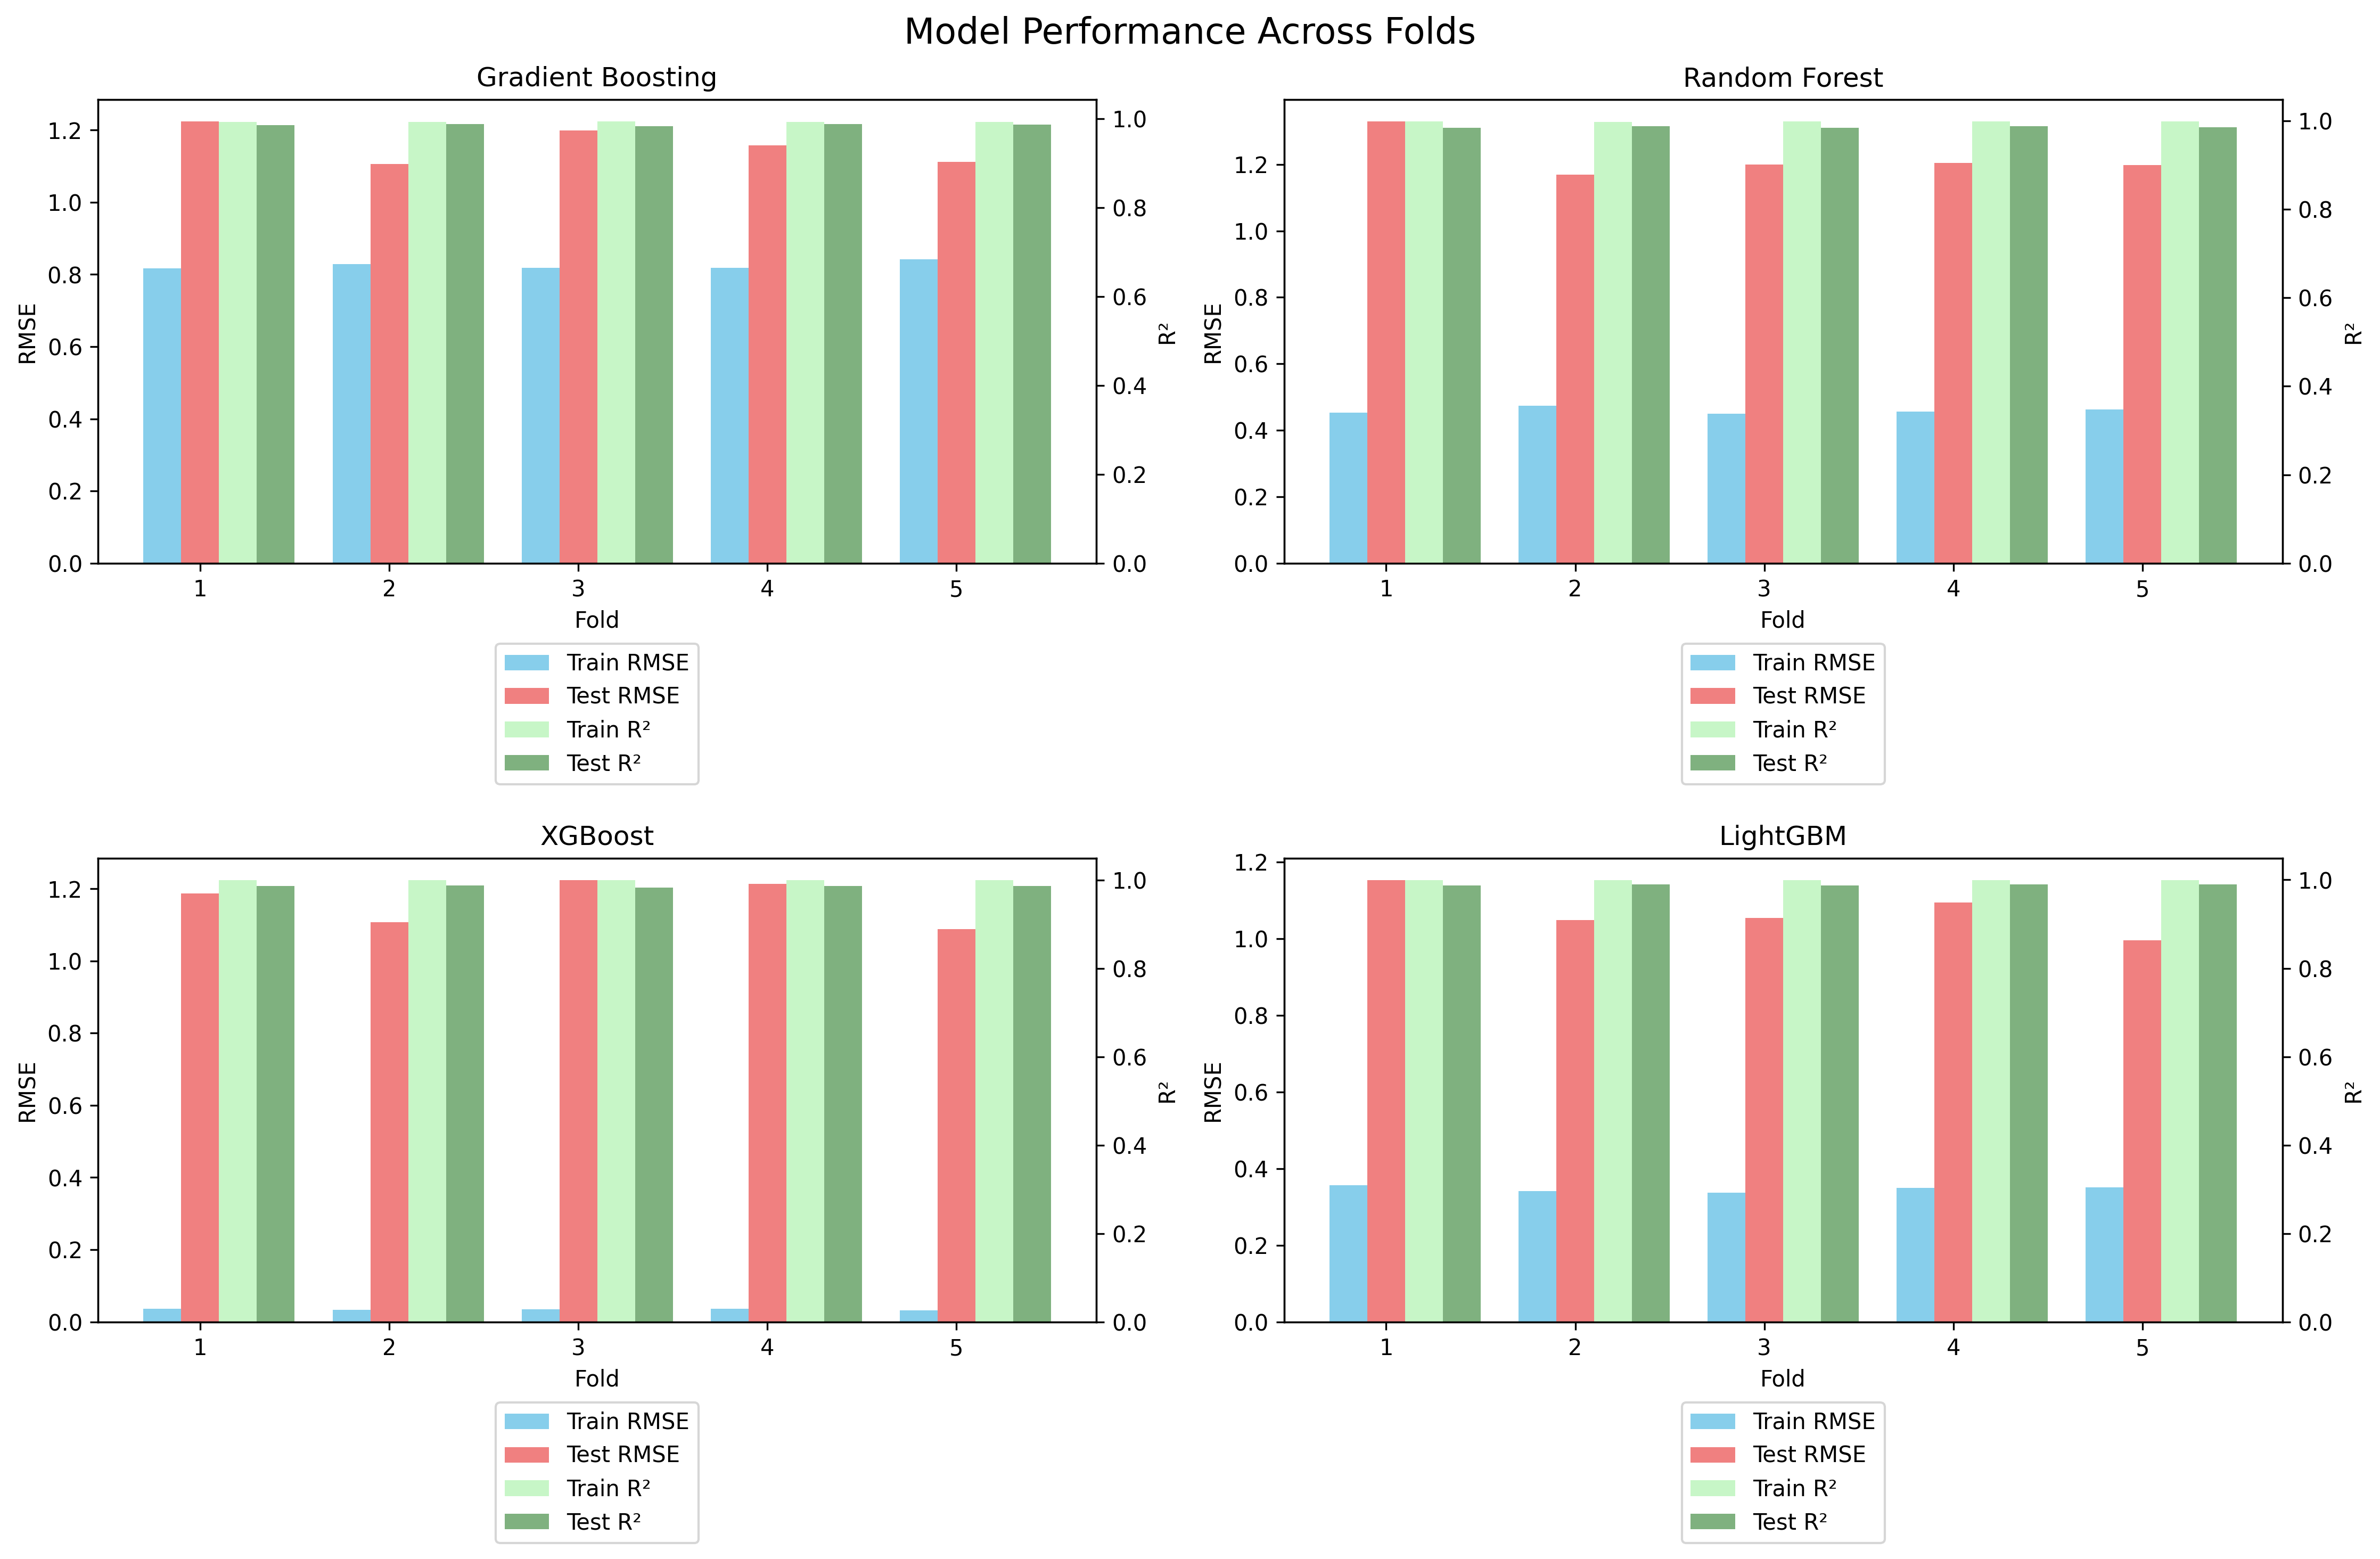 Model Performance Across Folds
Gradient Boosting
RMSE
1.2
1.0
0.8
0.6
0.4
0.2
0.0
1.0
0.8
0.6
0.4
0.2
0.0
R²
1 2 3 4 5
Fold
Train RMSE
Test RMSE
Train R²
Test R²
Random Forest
RMSE
1.2
1.0
0.8
0.6
0.4
0.2
0.0
1.0
0.8
0.6
0.4
0.2
0.0
R²
1 2 3 4 5
Fold
Train RMSE
Test RMSE
Train R²
Test R²
XGBoost
RMSE
1.2
1.0
0.8
0.6
0.4
0.2
0.0
1.0
0.8
0.6
0.4
0.2
0.0
R²
1 2 3 4 5
Fold
Train RMSE
Test RMSE
Train R²
Test R²
LightGBM
RMSE
1.2
1.0
0.8
0.6
0.4
0.2
0.0
1.0
0.8
0.6
0.4
0.2
0.0
R²
1 2 3 4 5
Fold
Train RMSE
Test RMSE
Train R²
Test R²